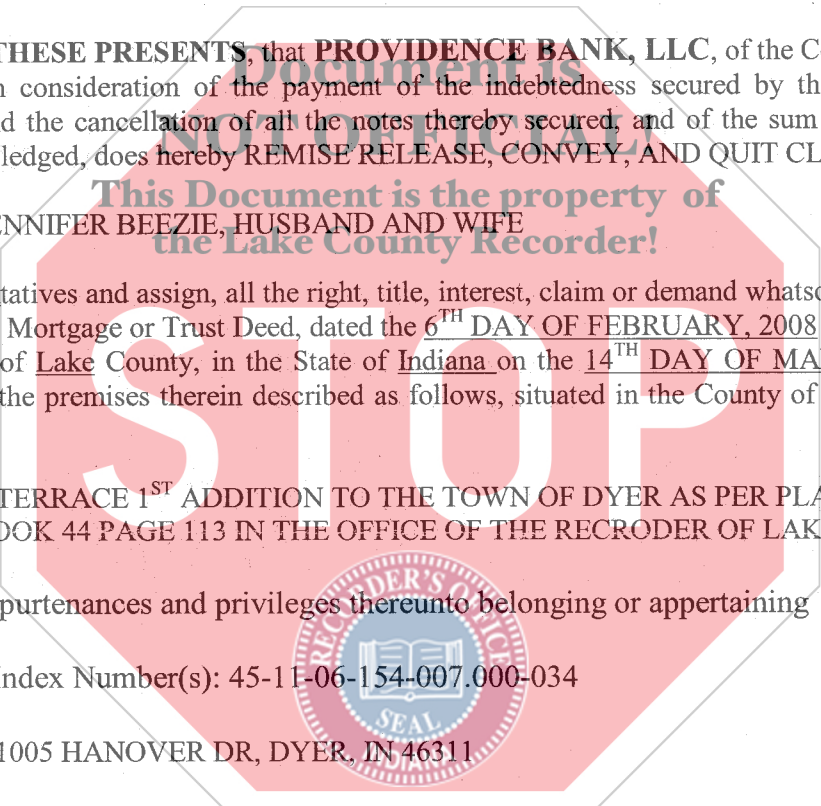 THESE PRESENTS, that PROVIDENCE BANK, LLC, of the C
consideration of the payment of the indebtedness secured by th
d the cancellation of all the notes thereby secured, and of the sum
ledged, does hereby REMISE RELEASE, CONVEY, AND QUIT CL
ENNIFER BEEZIE, HUSBAND AND WIFE
tatives and assign, all the right, title, interest, claim or demand whatso
Mortgage or Trust Deed, dated the 6TH DAY OF FEBRUARY, 2008
of Lake County, in the State of Indiana on the 14TH DAY OF MA
the premises therein described as follows, situated in the County of
TERRACE 1ST ADDITION TO THE TOWN OF DYER AS PER PLA
OOK 44 PAGE 113 IN THE OFFICE OF THE RECRODER OF LAK
purtenances and privileges thereunto belonging or appertaining
Index Number(s): 45-11-06-154-007.000-034
1005 HANOVER DR, DYER, IN 46311
Document is
NOT OFFICIAL!
This Document is the property of
the Lake County Recorder!
STOP
RECORDER'S OFFICE
SEAL
INDIANA